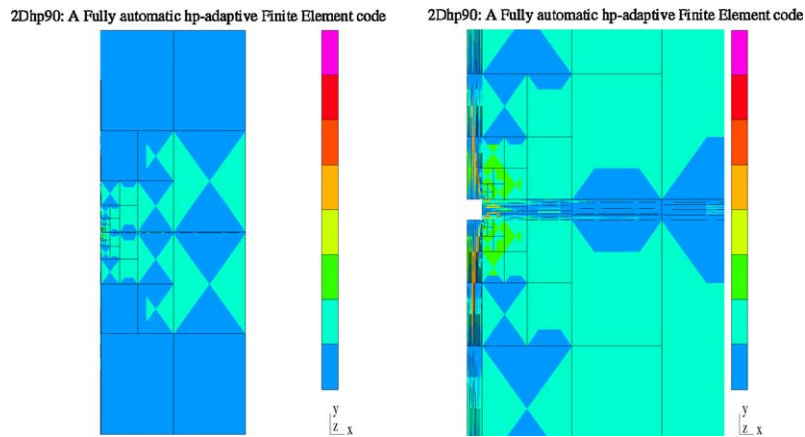 2Dhp90: A Fully automatic hp-adaptive Finite Element code
2Dhp90: A Fully automatic hp-adaptive Finite Element code
y
z x
y
z x